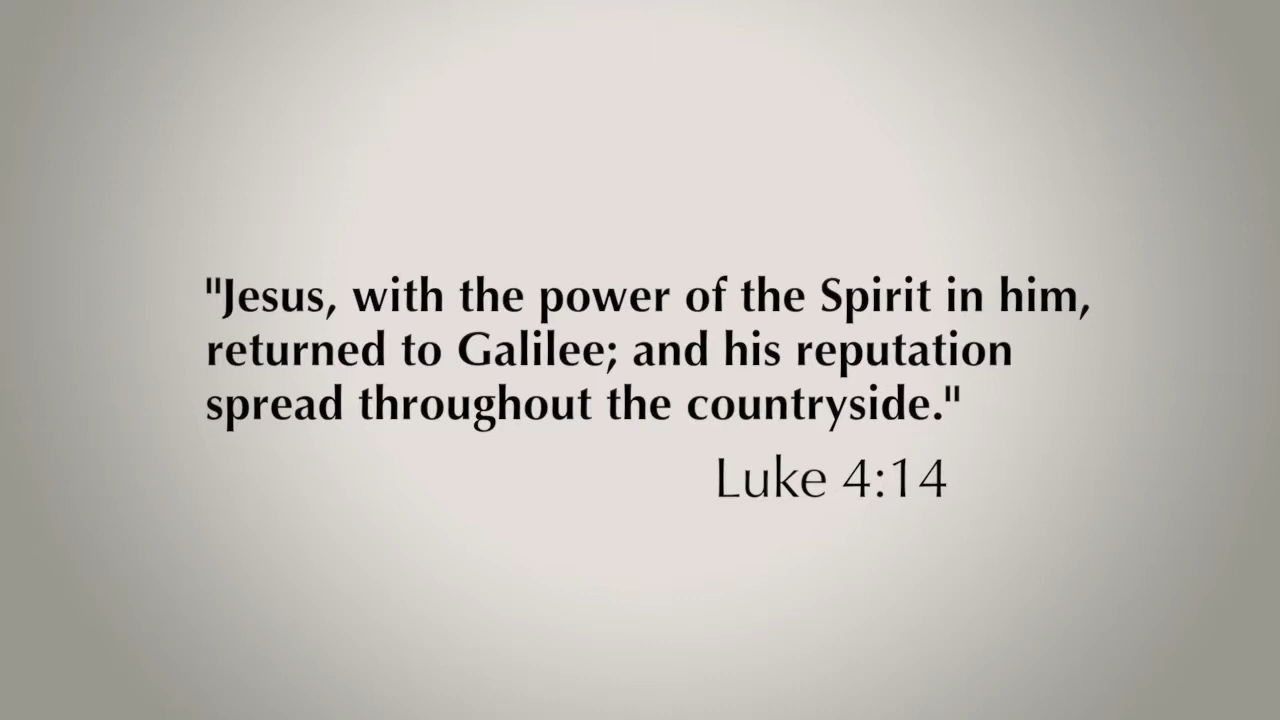 "Jesus, with the power of the Spirit in him,
returned to Galilee; and his reputation
spread throughout the countryside."
Luke 4:14